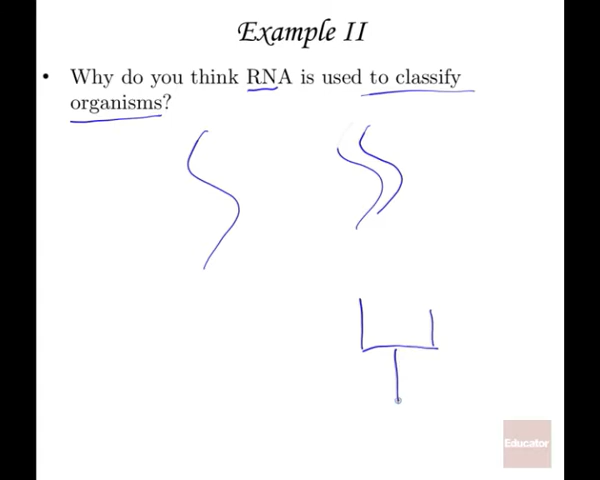 Example II
• Why do you think RNA is used to classify
organisms?
Educator